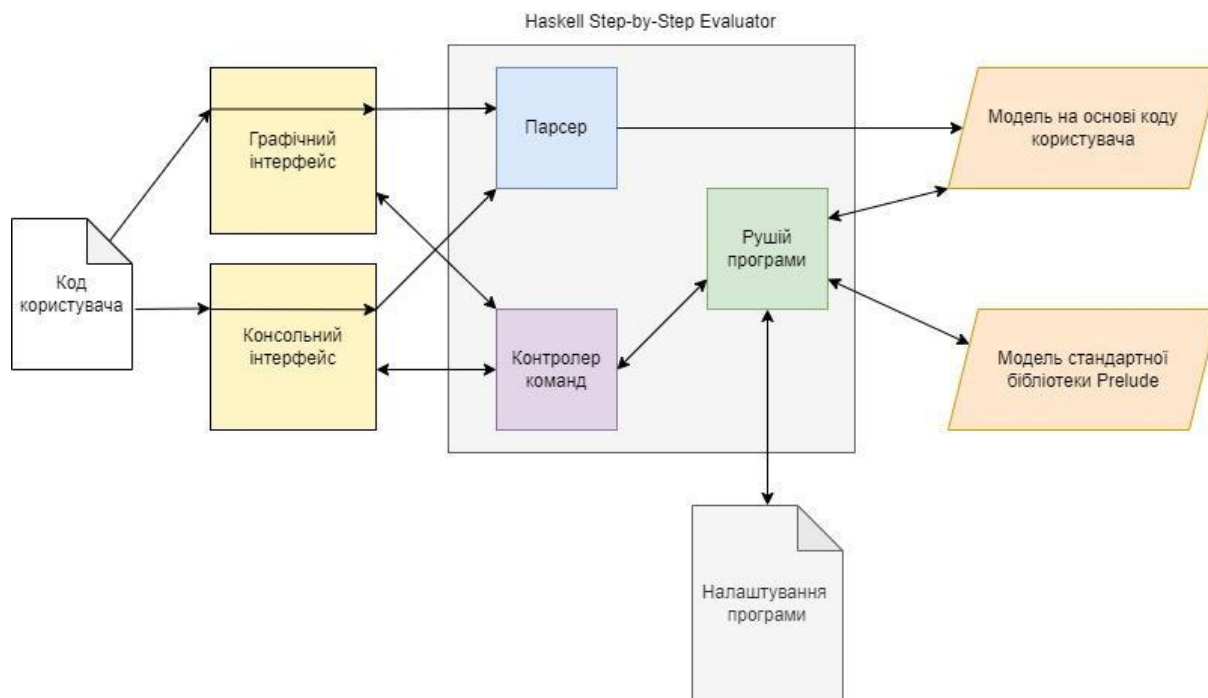 Haskell Step-by-Step Evaluator
Графічний
інтерфейс
Парсер
Модель на основі коду
користувача
Код
користувача
Рушій
програми
Консольний
інтерфейс
Контролер
команд
Модель стандартної
бібліотеки Prelude
Налаштування
програми